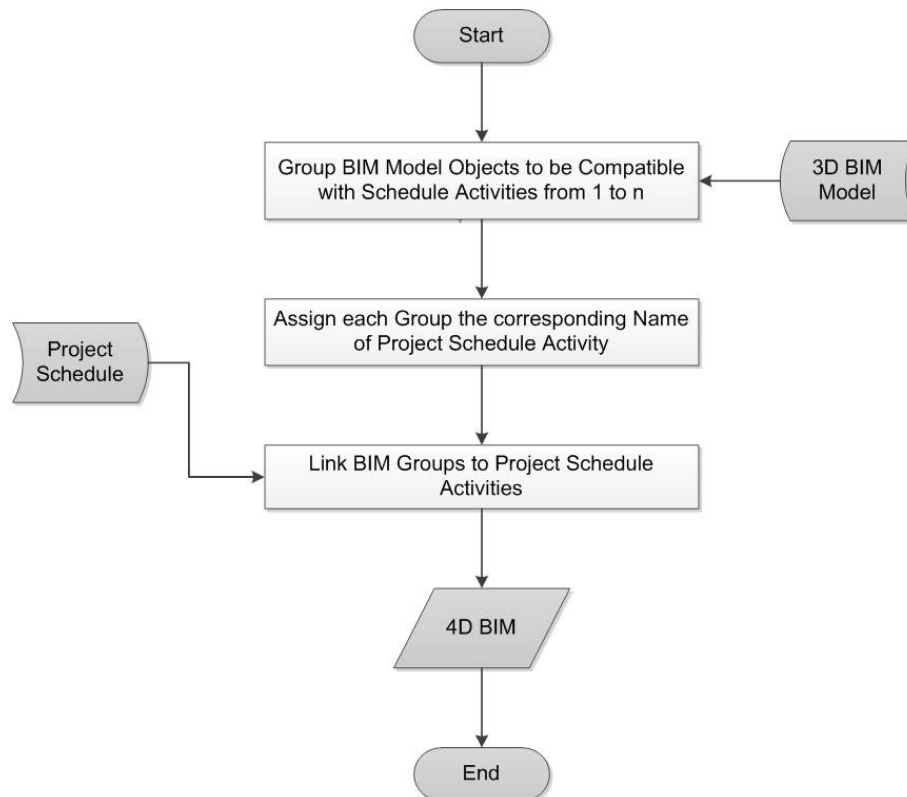 Start
Group BIM Model Objects to be Compatible
with Schedule Activities from 1 to n
3D BIM
Model
Assign each Group the corresponding Name
of Project Schedule Activity
Project
Schedule
Link BIM Groups to Project Schedule
Activities
4D BIM
End